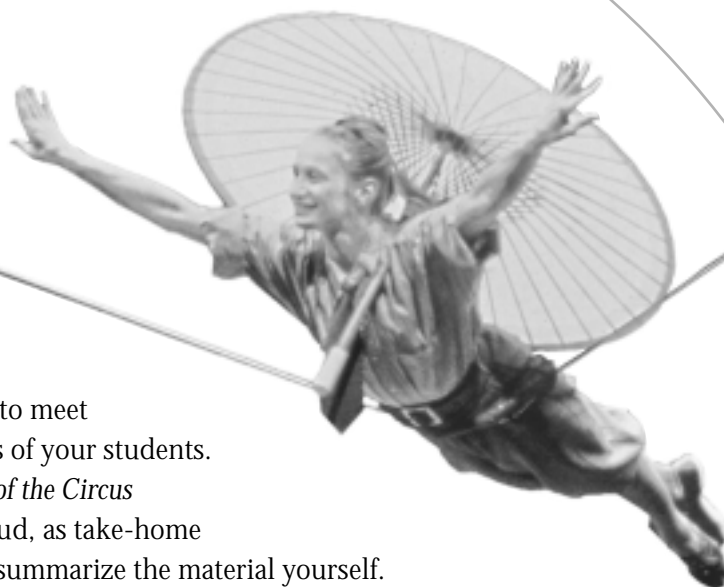 to meet
s of your students.
of the Circus
ud, as take-home
summarize the material yourself.